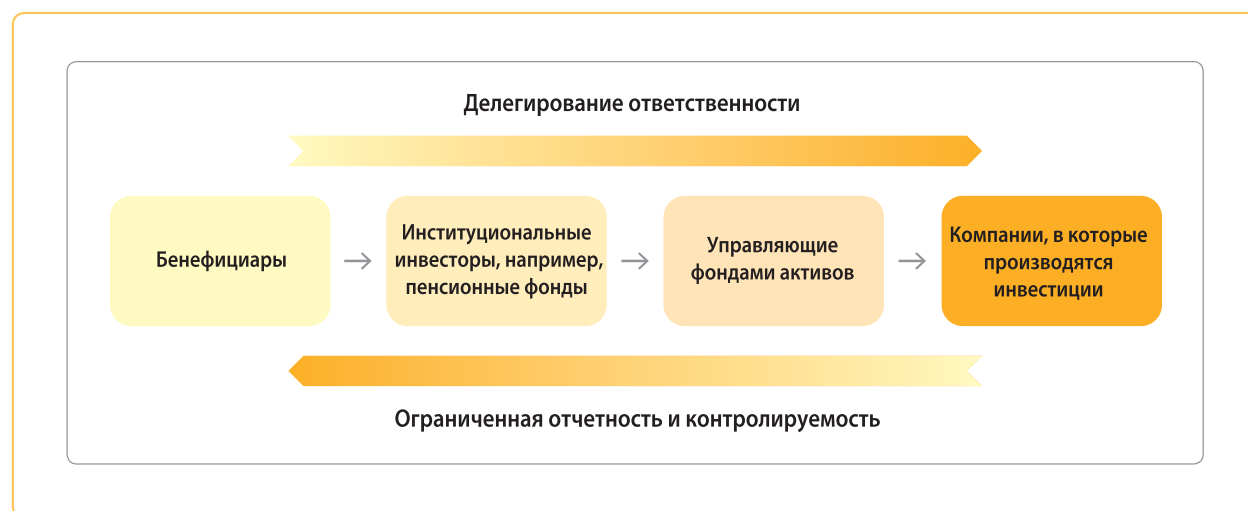 Делегирование ответственности
Бенефициары
Институциональные
инвесторы, например,
пенсионные фонды
Управляющие
фондами активов
Компании, в которые
производятся
инвестиции
Ограниченная отчетность и контролируемость